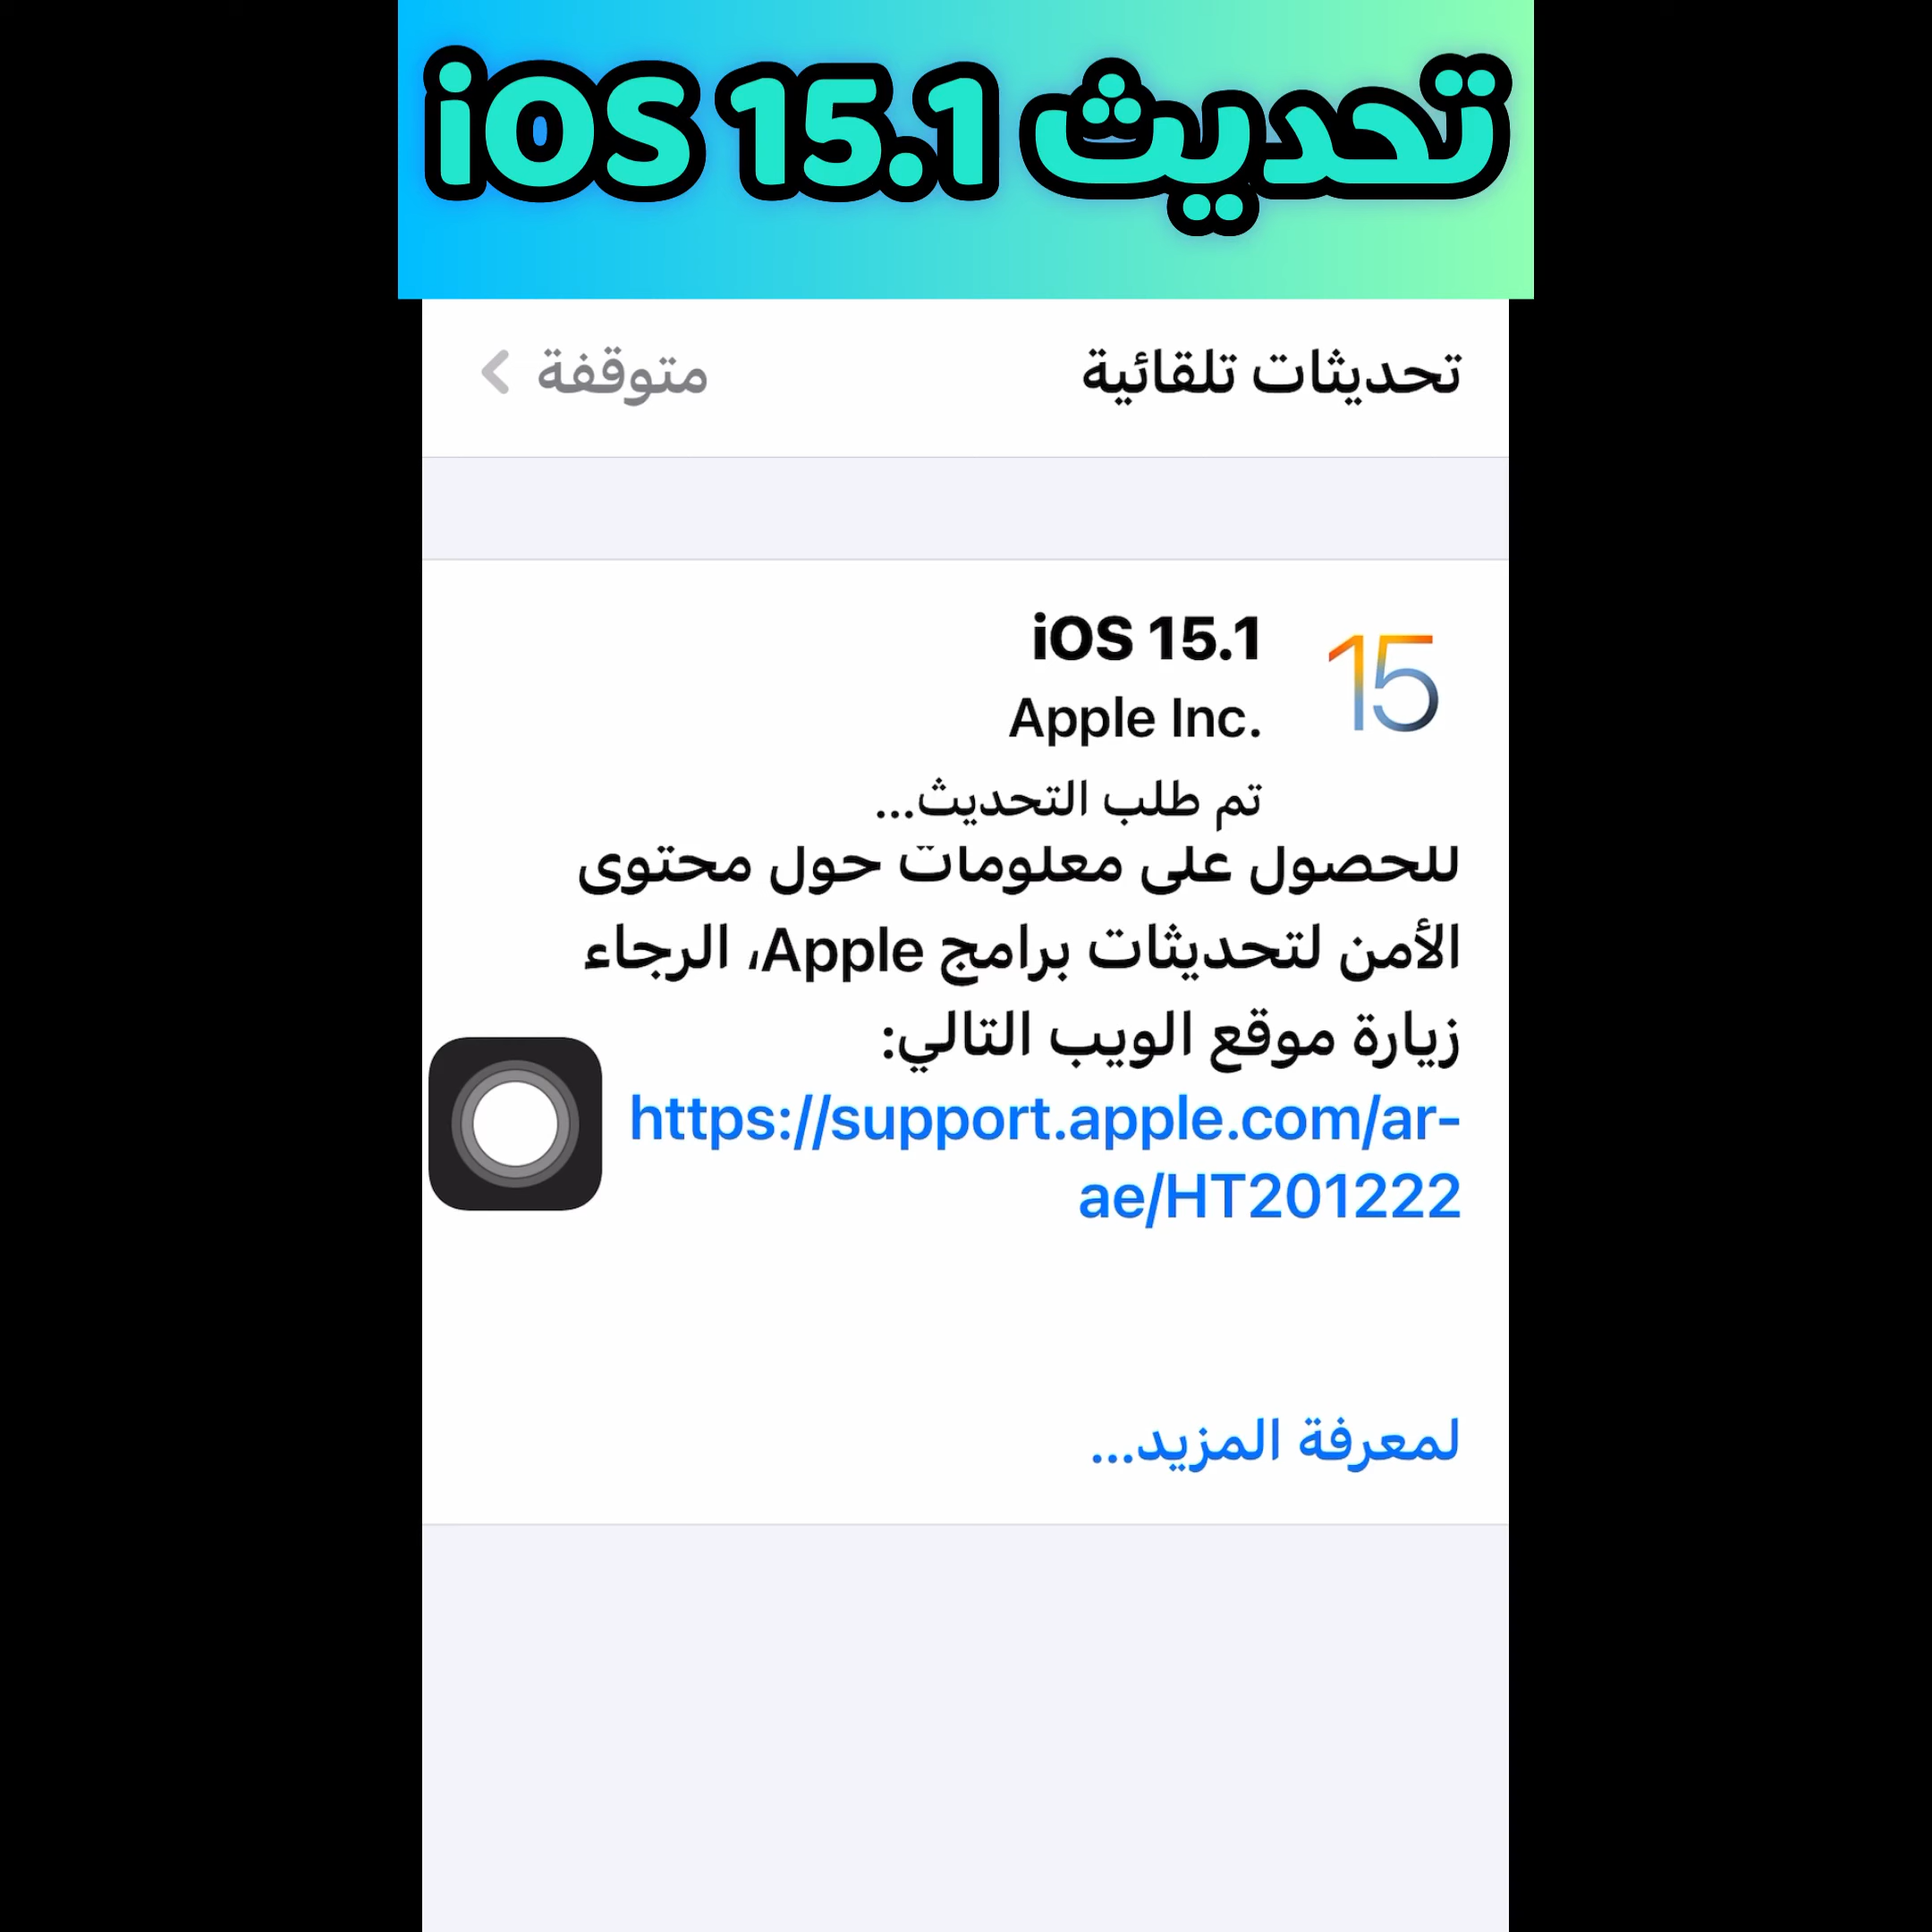 تحديث iOS 15.1
تحديثات تلقائية متوقفة
15
iOS 15.1
Apple Inc.
تم طلب التحديث...
للحصول على معلومات حول محتوى
الأمن لتحديثات برامج Apple، الرجاء
زيارة موقع الويب التالي:
https://support.apple.com/ar-
ae/HT201222
لمعرفة المزيد...